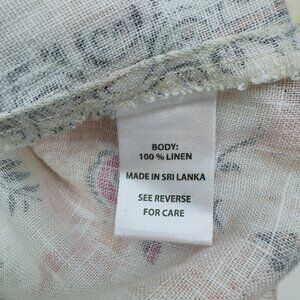 BODY:
100 % LINEN
MADE IN SRI LANKA
SEE REVERSE
FOR CARE